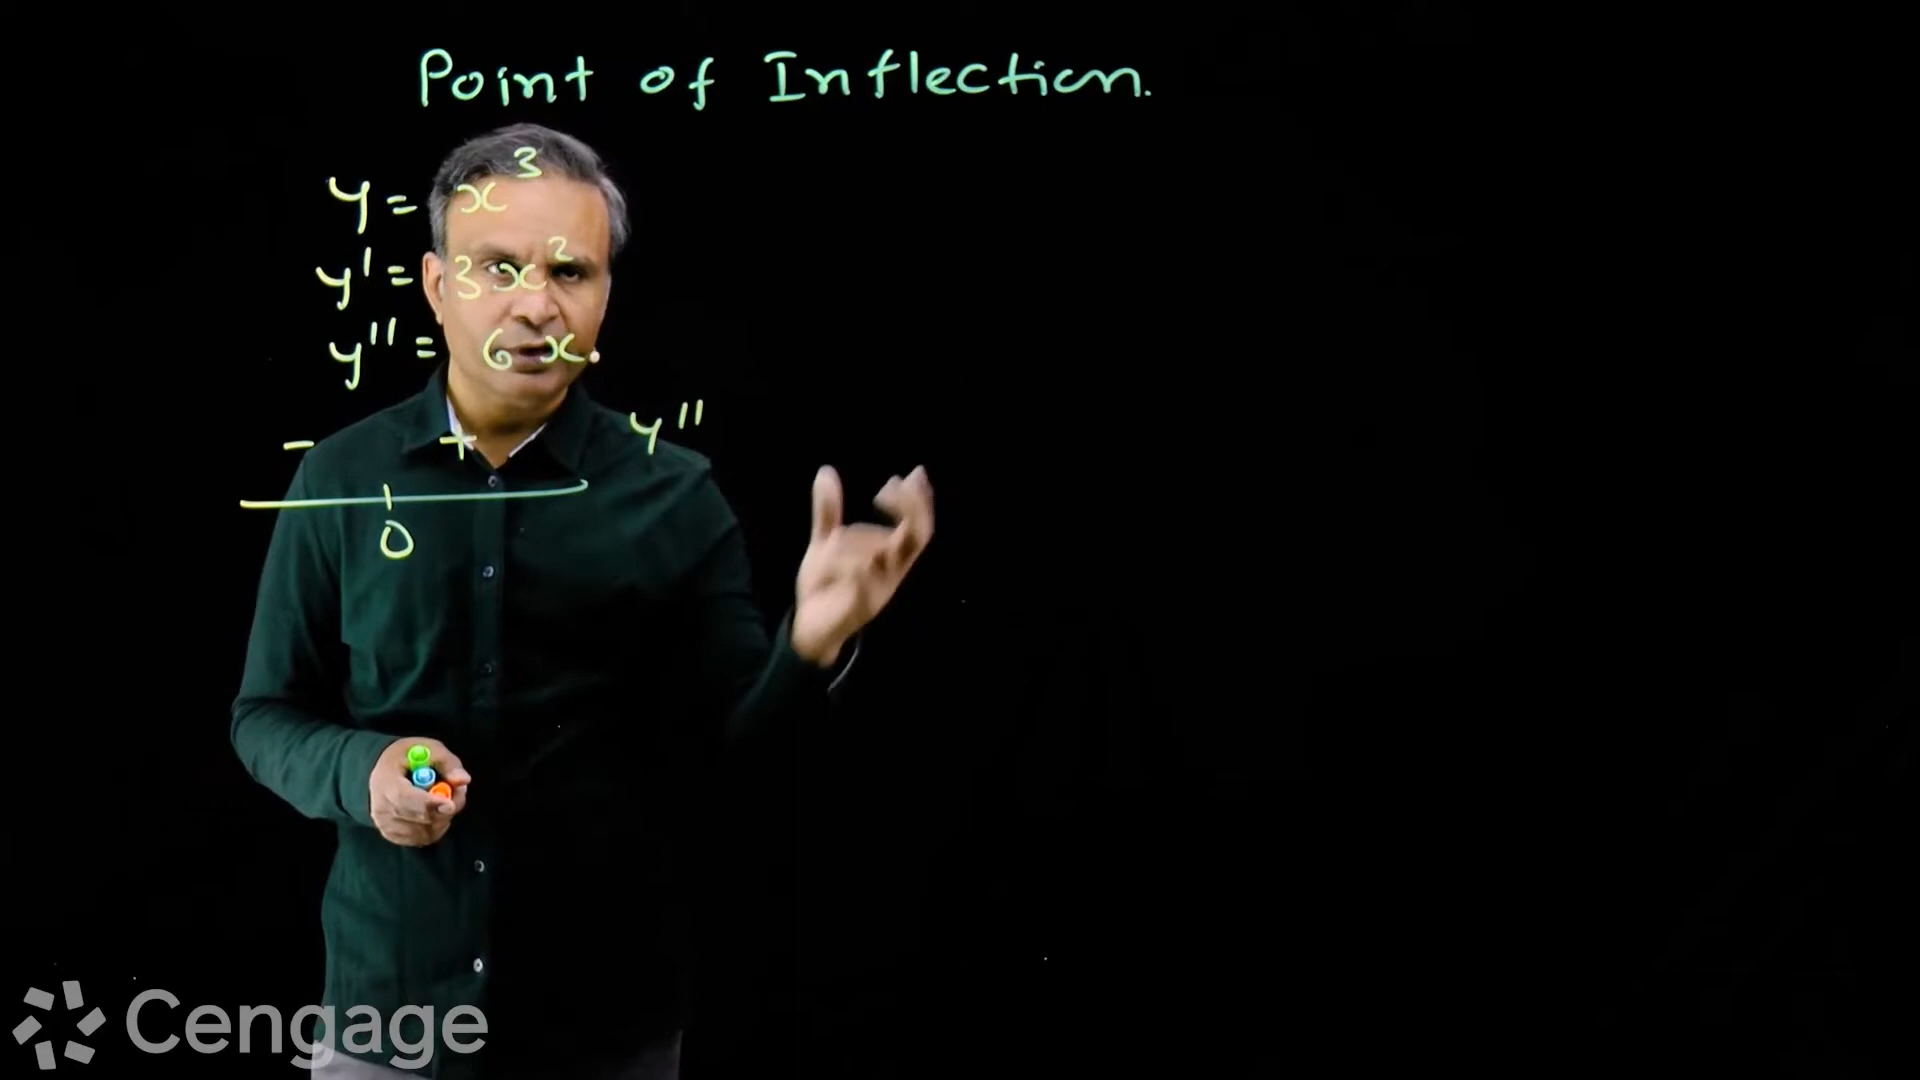 Point of Inflection.
y = x³
y' = 3x²
y'' = 6x.
- + y''
0
Cengage